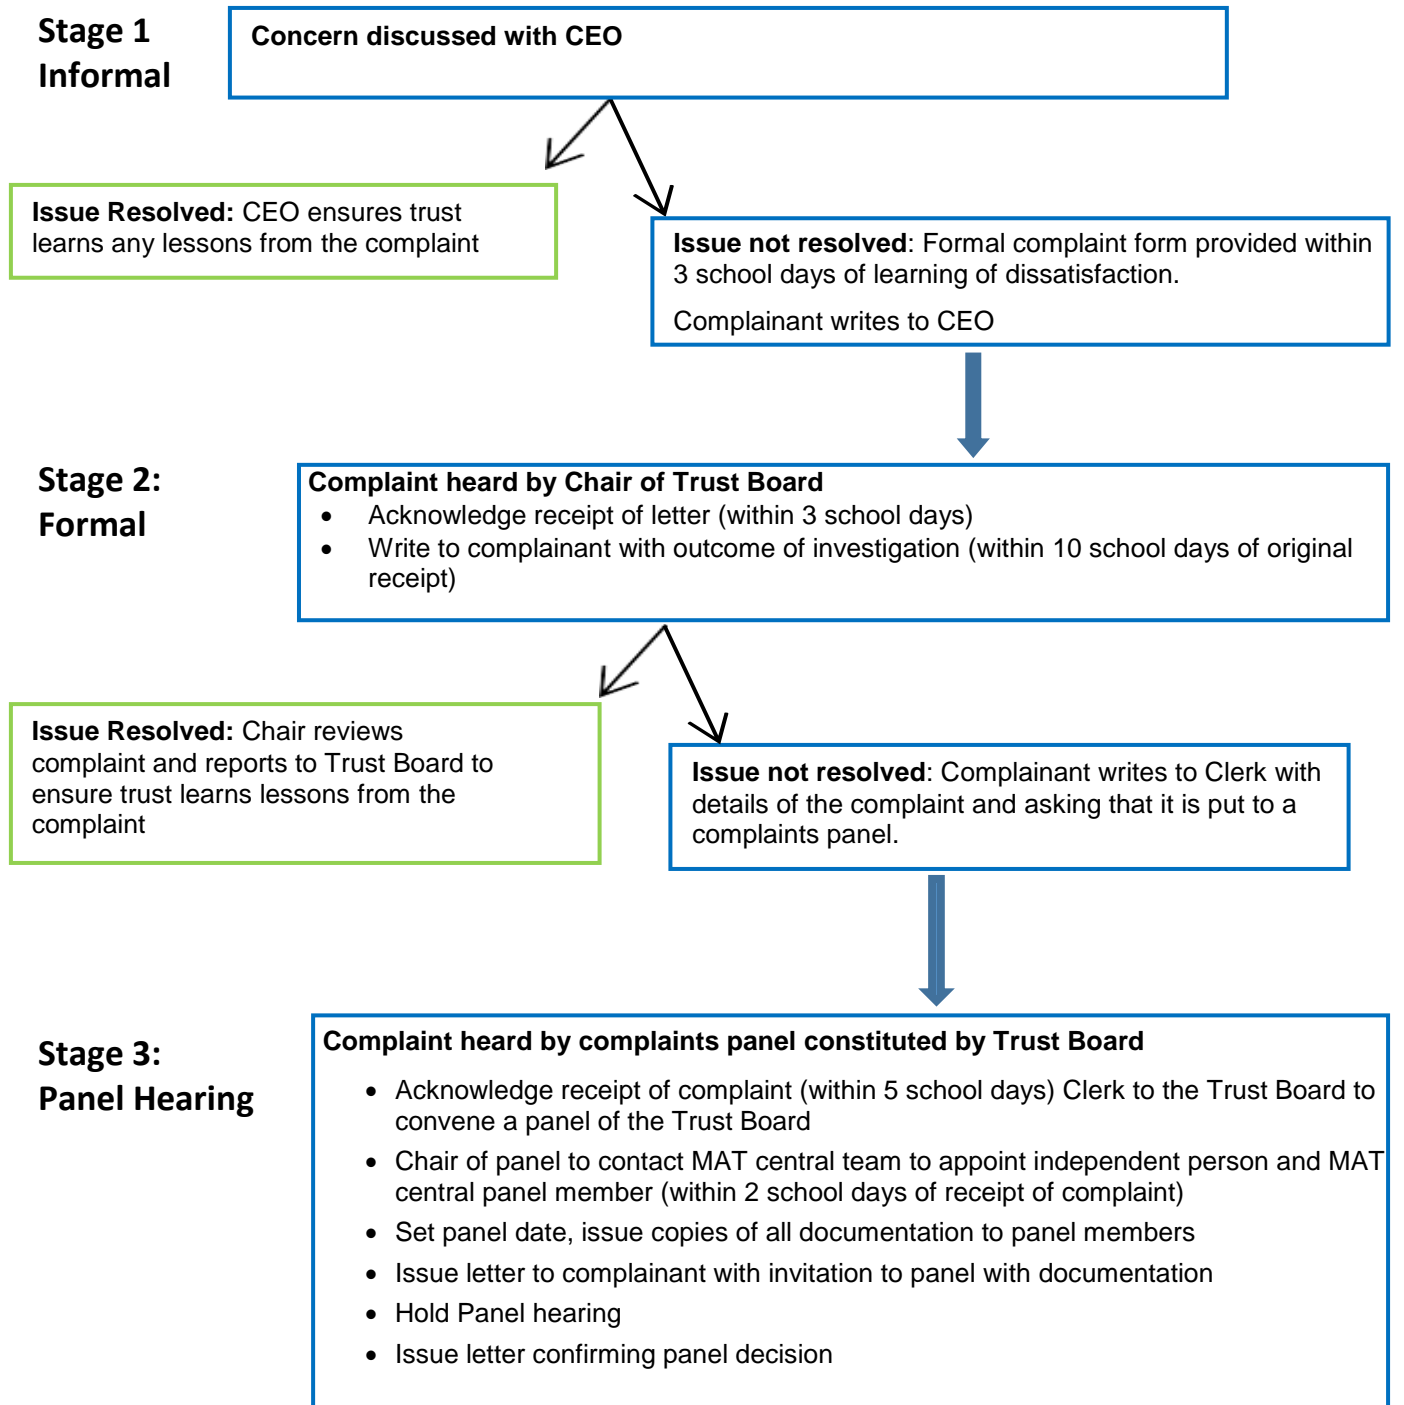 Stage 1
Informal
Concern discussed with CEO
Issue Resolved: CEO ensures trust
learns any lessons from the complaint
Issue not resolved: Formal complaint form provided within
3 school days of learning of dissatisfaction.
Complainant writes to CEO
Stage 2:
Formal
Complaint heard by Chair of Trust Board
• Acknowledge receipt of letter (within 3 school days)
• Write to complainant with outcome of investigation (within 10 school days of original
receipt)
Issue Resolved: Chair reviews
complaint and reports to Trust Board to
ensure trust learns lessons from the
complaint
Issue not resolved: Complainant writes to Clerk with
details of the complaint and asking that it is put to a
complaints panel.
Stage 3:
Panel Hearing
Complaint heard by complaints panel constituted by Trust Board
• Acknowledge receipt of complaint (within 5 school days) Clerk to the Trust Board to
convene a panel of the Trust Board
• Chair of panel to contact MAT central team to appoint independent person and MAT
central panel member (within 2 school days of receipt of complaint)
• Set panel date, issue copies of all documentation to panel members
• Issue letter to complainant with invitation to panel with documentation
• Hold Panel hearing
• Issue letter confirming panel decision